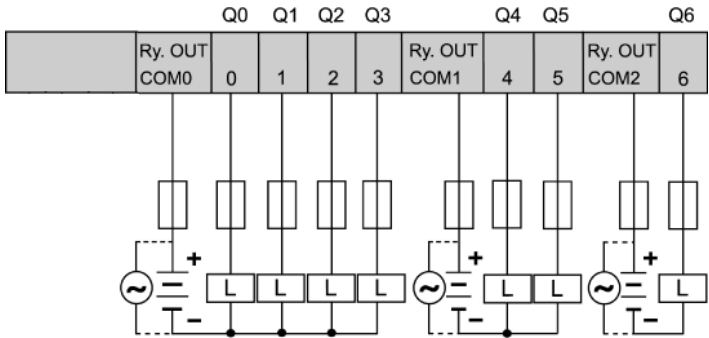 Q0 Q1 Q2 Q3 Q4 Q5 Q6
Ry. OUT Ry. OUT Ry. OUT
COM0 0 1 2 3 COM1 4 5 COM2 6
+ + +
~ L L L L ~ L L ~ L
− − −